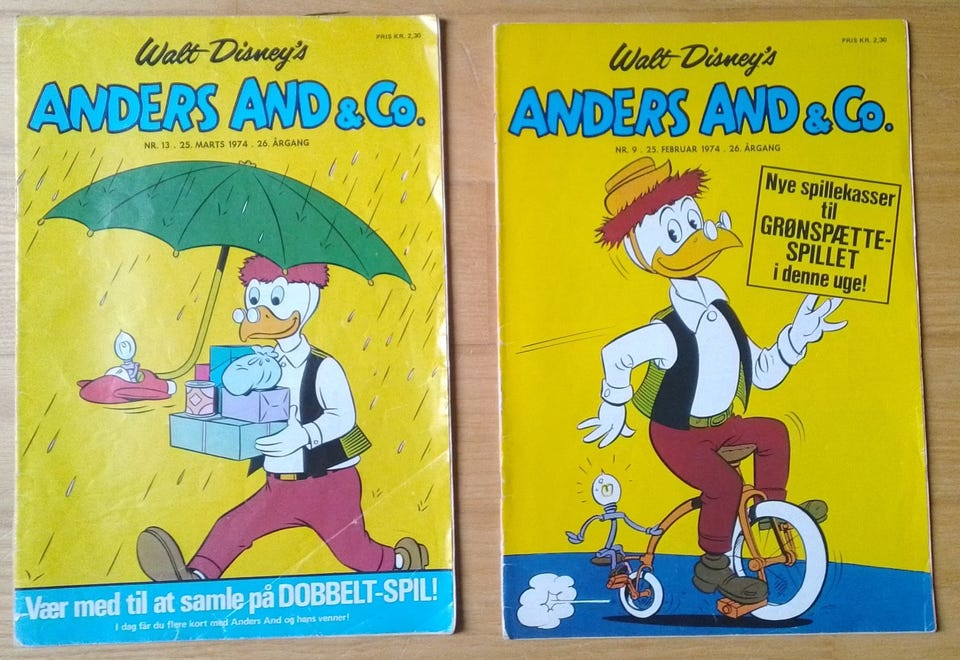 PRIS KR. 2,30
Walt Disney's
ANDERS AND & Co.
NR. 13 . 25. MARTS 1974 . 26. ÅRGANG
Vær med til at samle på DOBBELT-SPIL!
I dag får du flere kort med Anders And og hans venner!
PRIS KR. 2,30
Walt Disney's
ANDERS AND & Co.
NR. 9 . 25. FEBRUAR 1974 . 26. ÅRGANG
Nye spillekasser
til
GRØNSPÆTTE-
SPILLET
i denne uge!